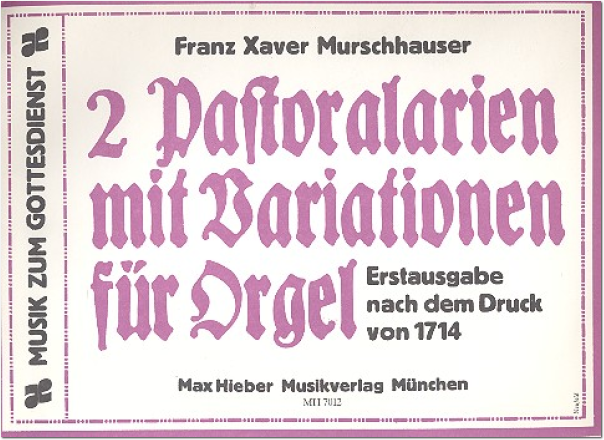 MUSIK ZUM GOTTESDIENST
Franz Xaver Murschhauser
2 Paſtoralarien
mit Variationen
für Orgel
Erstausgabe
nach dem Druck
von 1714
Max Hieber Musikverlag München
MH 7012